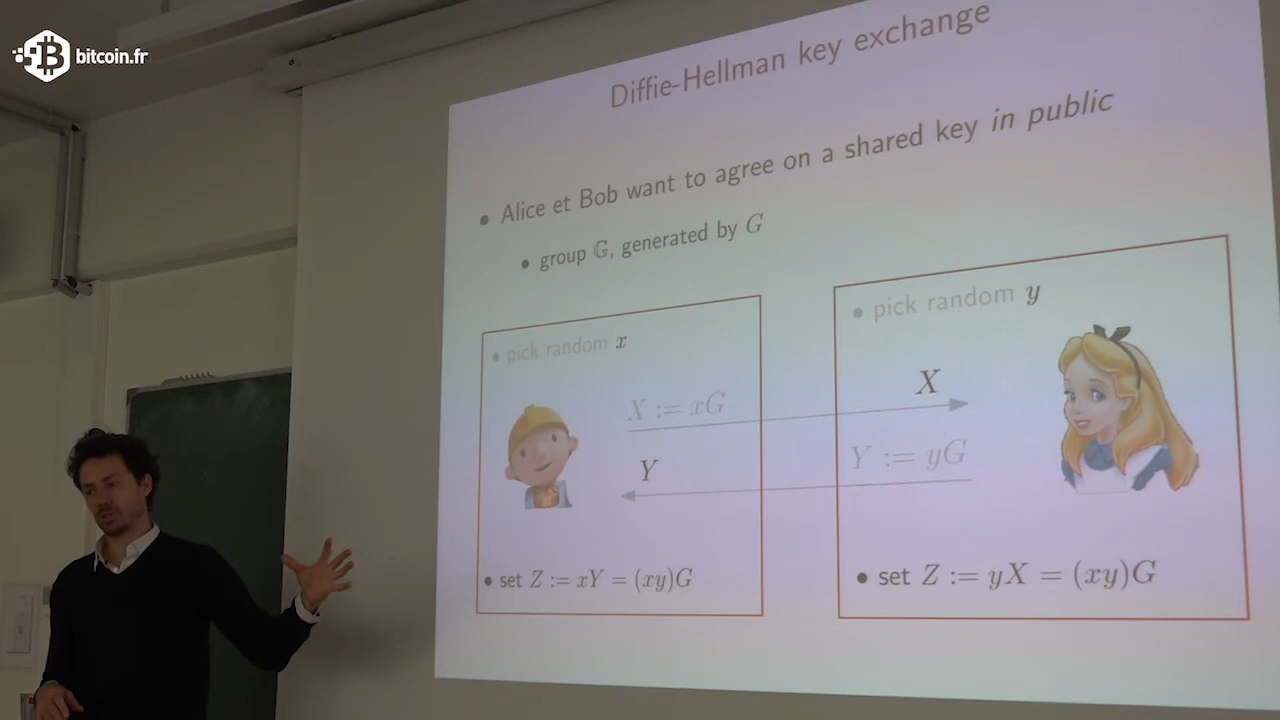 bitcoin.fr
Diffie-Hellman key exchange
• Alice et Bob want to agree on a shared key in public
• group 𝔾, generated by G
• pick random x
X := xG
Y
• set Z := xY = (xy)G
• pick random y
X
Y := yG
• set Z := yX = (xy)G